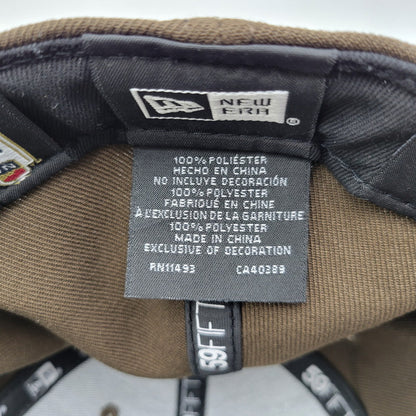 NEW
ERA
®
100% POLIÉSTER
HECHO EN CHINA
NO INCLUYE DECORACIÓN
100% POLYESTER
FABRIQUÉ EN CHINE
À L'EXCLUSION DE LA GARNITURE
100% POLYESTER
MADE IN CHINA
EXCLUSIVE OF DECORATION
RN11493 CA40389
59FIFT